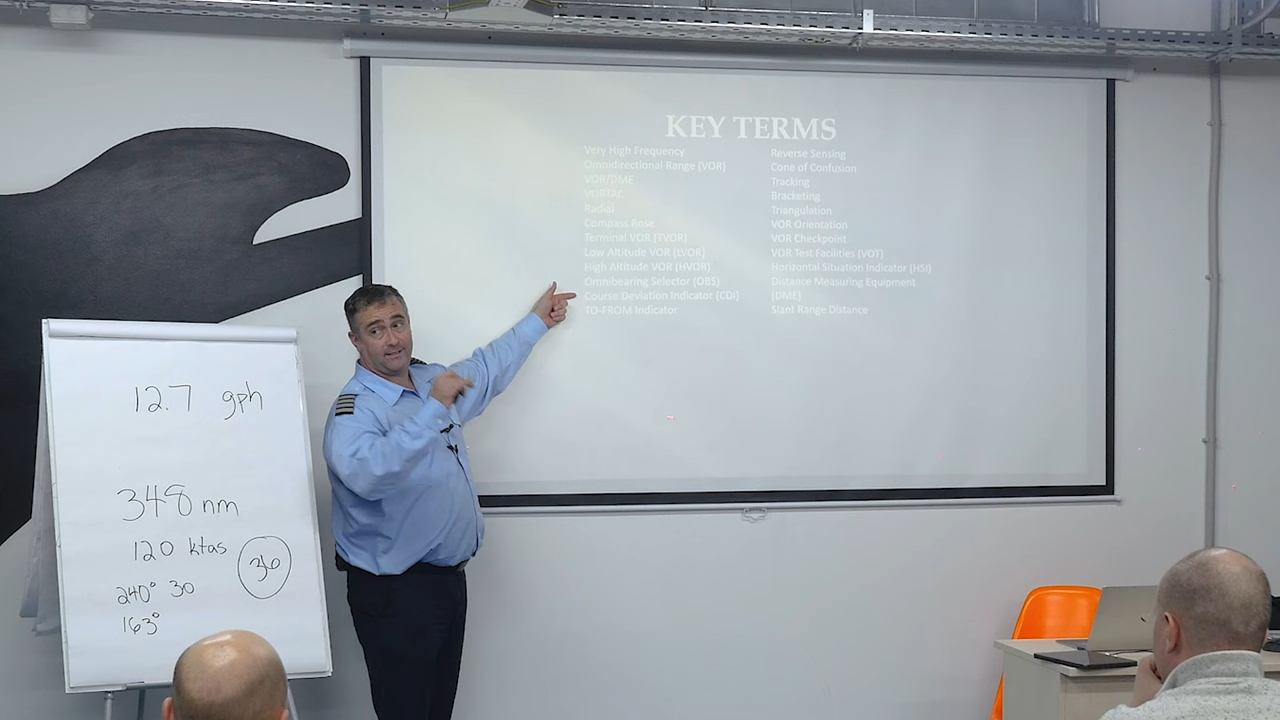 KEY TERMS
Very High Frequency
Omnidirectional Range (VOR)
VOR/DME
VORTAC
Radial
Compass Rose
Terminal VOR (TVOR)
Low Altitude VOR (LVOR)
High Altitude VOR (HVOR)
Omnibearing Selector (OBS)
Course Deviation Indicator (CDI)
TO-FROM Indicator
Reverse Sensing
Cone of Confusion
Tracking
Bracketing
Triangulation
VOR Orientation
VOR Checkpoint
VOR Test Facilities (VOT)
Horizontal Situation Indicator (HSI)
Distance Measuring Equipment
(DME)
Slant Range Distance
12.7 gph
348 nm
120 ktas
36
240° 30
163°